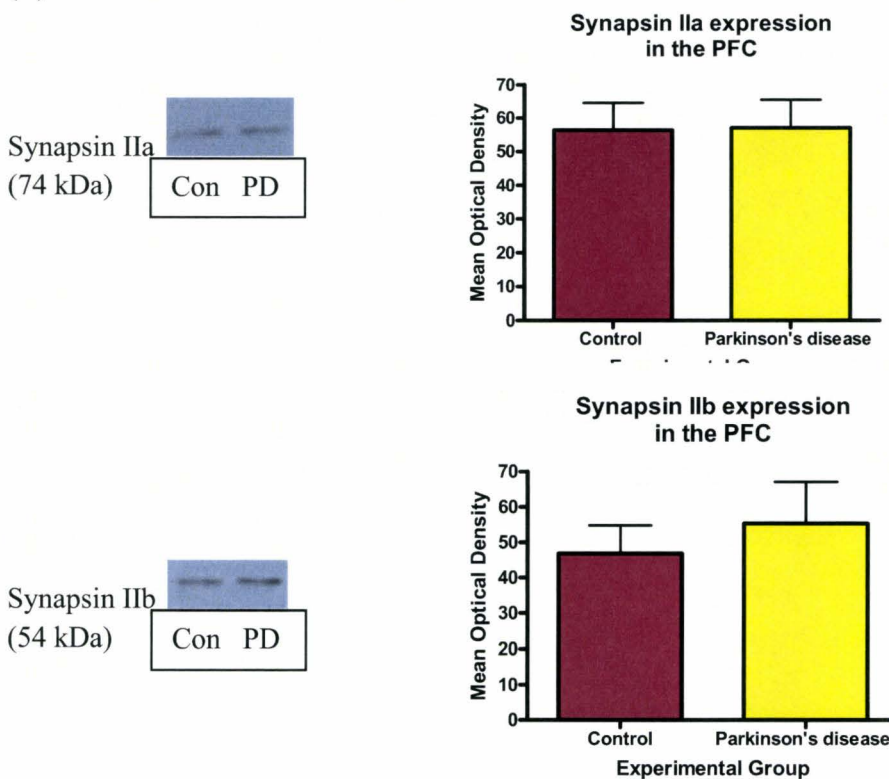 Synapsin IIa
(74 kDa)
Con PD
Synapsin IIa expression
in the PFC
Mean Optical Density
70
60
50
40
30
20
10
0
Control Parkinson's disease
Synapsin IIb
(54 kDa)
Con PD
Synapsin IIb expression
in the PFC
Mean Optical Density
70
60
50
40
30
20
10
0
Control Parkinson's disease
Experimental Group